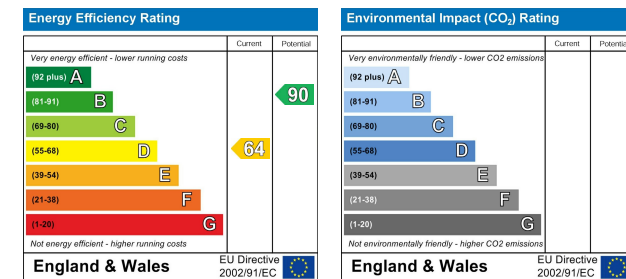 Energy Efficiency Rating
Current Potential
Very energy efficient - lower running costs
(92 plus) A
(81-91) B
90
(69-80) C
(55-68) D
64
(39-54) E
(21-38) F
(1-20) G
Not energy efficient - higher running costs
England & Wales
EU Directive
2002/91/EC
Environmental Impact (CO₂) Rating
Current Potential
Very environmentally friendly - lower CO2 emissions
(92 plus) A
(81-91) B
(69-80) C
(55-68) D
(39-54) E
(21-38) F
(1-20) G
Not environmentally friendly - higher CO2 emissions
England & Wales
EU Directive
2002/91/EC